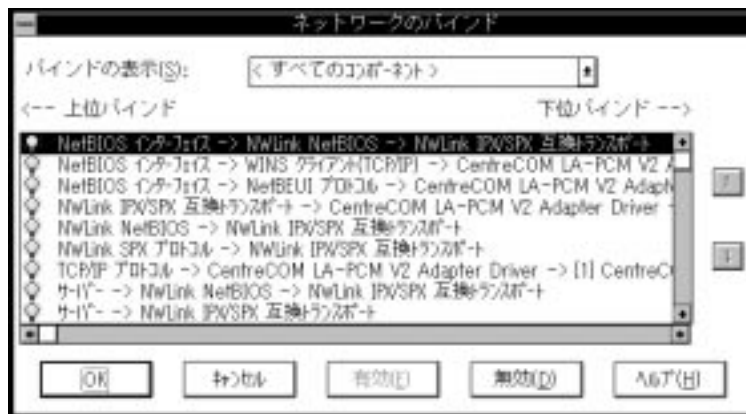 ネットワークのバインド
バインドの表示(S): < すべてのｺﾝﾎﾟｰﾈﾝﾄ >
<-- 上位バインド 下位バインド -->
NetBIOS ｲﾝﾀｰﾌｪｲｽ -> NWLink NetBIOS -> NWLink IPX/SPX 互換ﾄﾗﾝｽﾎﾟｰﾄ
NetBIOS ｲﾝﾀｰﾌｪｲｽ -> WINS ｸﾗｲｱﾝﾄ(TCP/IP) -> CentreCOM LA-PCM V2 A
NetBIOS ｲﾝﾀｰﾌｪｲｽ -> NetBEUI ﾌﾟﾛﾄｺﾙ -> CentreCOM LA-PCM V2 Adapt
NWLink IPX/SPX 互換ﾄﾗﾝｽﾎﾟｰﾄ -> CentreCOM LA-PCM V2 Adapter Driver -
NWLink NetBIOS -> NWLink IPX/SPX 互換ﾄﾗﾝｽﾎﾟｰﾄ
NWLink SPX ﾌﾟﾛﾄｺﾙ -> NWLink IPX/SPX 互換ﾄﾗﾝｽﾎﾟｰﾄ
TCP/IP ﾌﾟﾛﾄｺﾙ -> CentreCOM LA-PCM V2 Adapter Driver -> [1] CentreC
ｻｰﾊﾞｰ -> NWLink NetBIOS -> NWLink IPX/SPX 互換ﾄﾗﾝｽﾎﾟｰﾄ
ｻｰﾊﾞｰ -> NWLink IPX/SPX 互換ﾄﾗﾝｽﾎﾟｰﾄ
OK ｷｬﾝｾﾙ 有効(E) 無効(D) ﾍﾙﾌﾟ(H)